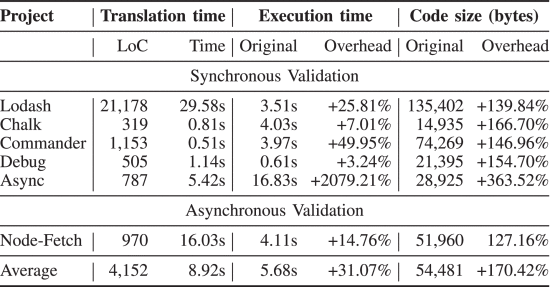 Project Translation time Execution time Code size (bytes)
LoC Time Original Overhead Original Overhead
Synchronous Validation
Lodash 21,178 29.58s 3.51s +25.81% 135,402 +139.84%
Chalk 319 0.81s 4.03s +7.01% 14,935 +166.70%
Commander 1,153 0.51s 3.97s +49.95% 74,269 +146.96%
Debug 505 1.14s 0.61s +3.24% 21,395 +154.70%
Async 787 5.42s 16.83s +2079.21% 28,925 +363.52%
Asynchronous Validation
Node-Fetch 970 16.03s 4.11s +14.76% 51,960 127.16%
Average 4,152 8.92s 5.68s +31.07% 54,481 +170.42%